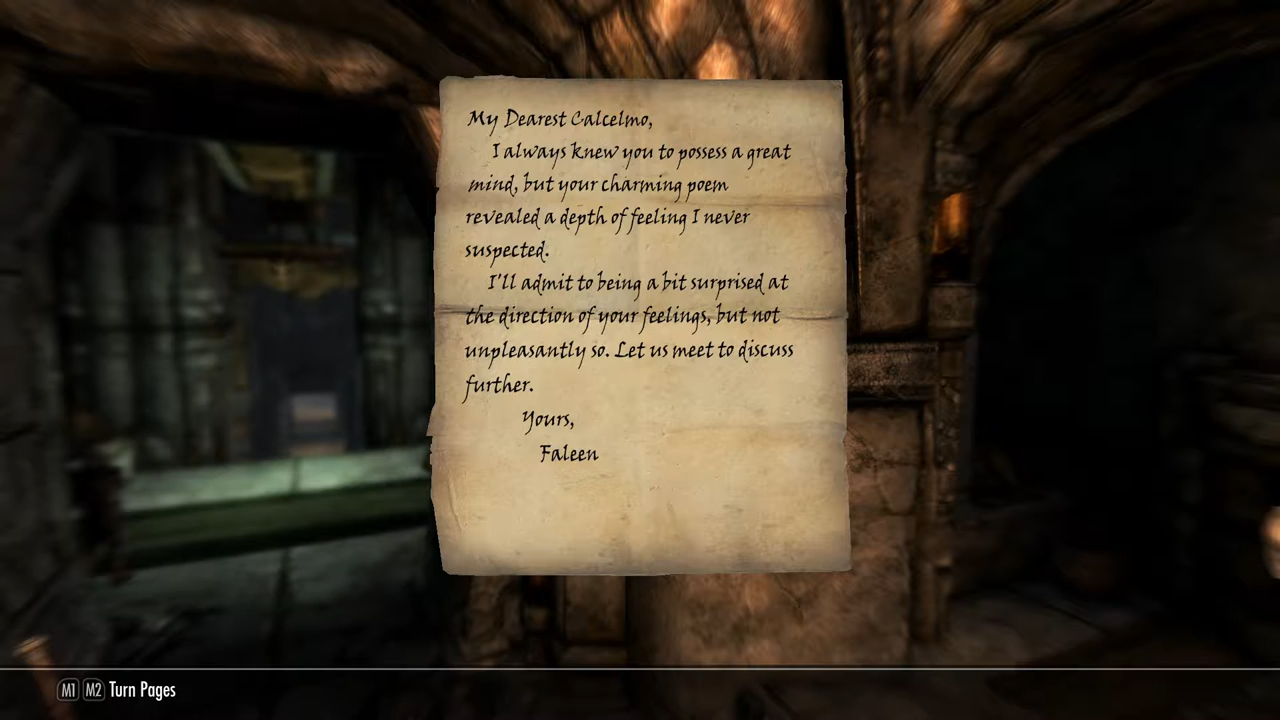 My Dearest Calcelmo,
I always knew you to possess a great
mind, but your charming poem
revealed a depth of feeling I never
suspected.
I'll admit to being a bit surprised at
the direction of your feelings, but not
unpleasantly so. Let us meet to discuss
further.
Yours,
Faleen
M1 M2 Turn Pages